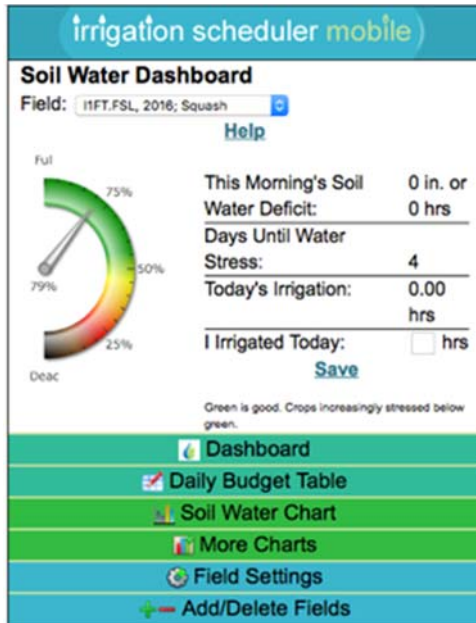 irrigation scheduler mobile
Soil Water Dashboard
Field: I1FT.FSL, 2016; Squash
Help
Ful
75%
50%
79%
25%
Deac
This Morning's Soil 0 in. or
Water Deficit: 0 hrs
Days Until Water
Stress: 4
Today's Irrigation: 0.00
hrs
I Irrigated Today: hrs
Save
Green is good. Crops increasingly stressed below
green.
Dashboard
Daily Budget Table
Soil Water Chart
More Charts
Field Settings
Add/Delete Fields